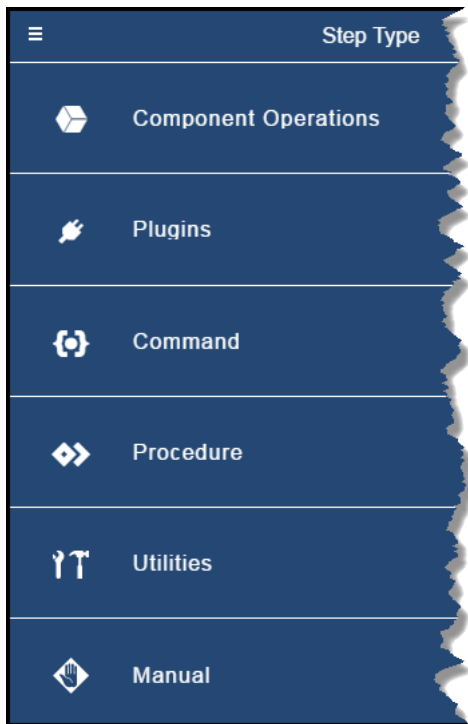 Step Type
Component Operations
Plugins
Command
Procedure
Utilities
Manual